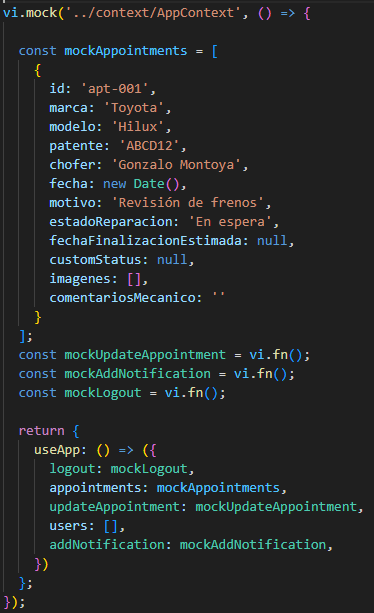 vi.mock('../context/AppContext', () => {
const mockAppointments = [
{
id: 'apt-001',
marca: 'Toyota',
modelo: 'Hilux',
patente: 'ABCD12',
chofer: 'Gonzalo Montoya',
fecha: new Date(),
motivo: 'Revisión de frenos',
estadoReparacion: 'En espera',
fechaFinalizacionEstimada: null,
customStatus: null,
imagenes: [],
comentariosMecanico: ''
}
];
const mockUpdateAppointment = vi.fn();
const mockAddNotification = vi.fn();
const mockLogout = vi.fn();
return {
useApp: () => ({
logout: mockLogout,
appointments: mockAppointments,
updateAppointment: mockUpdateAppointment,
users: [],
addNotification: mockAddNotification,
})
};
});